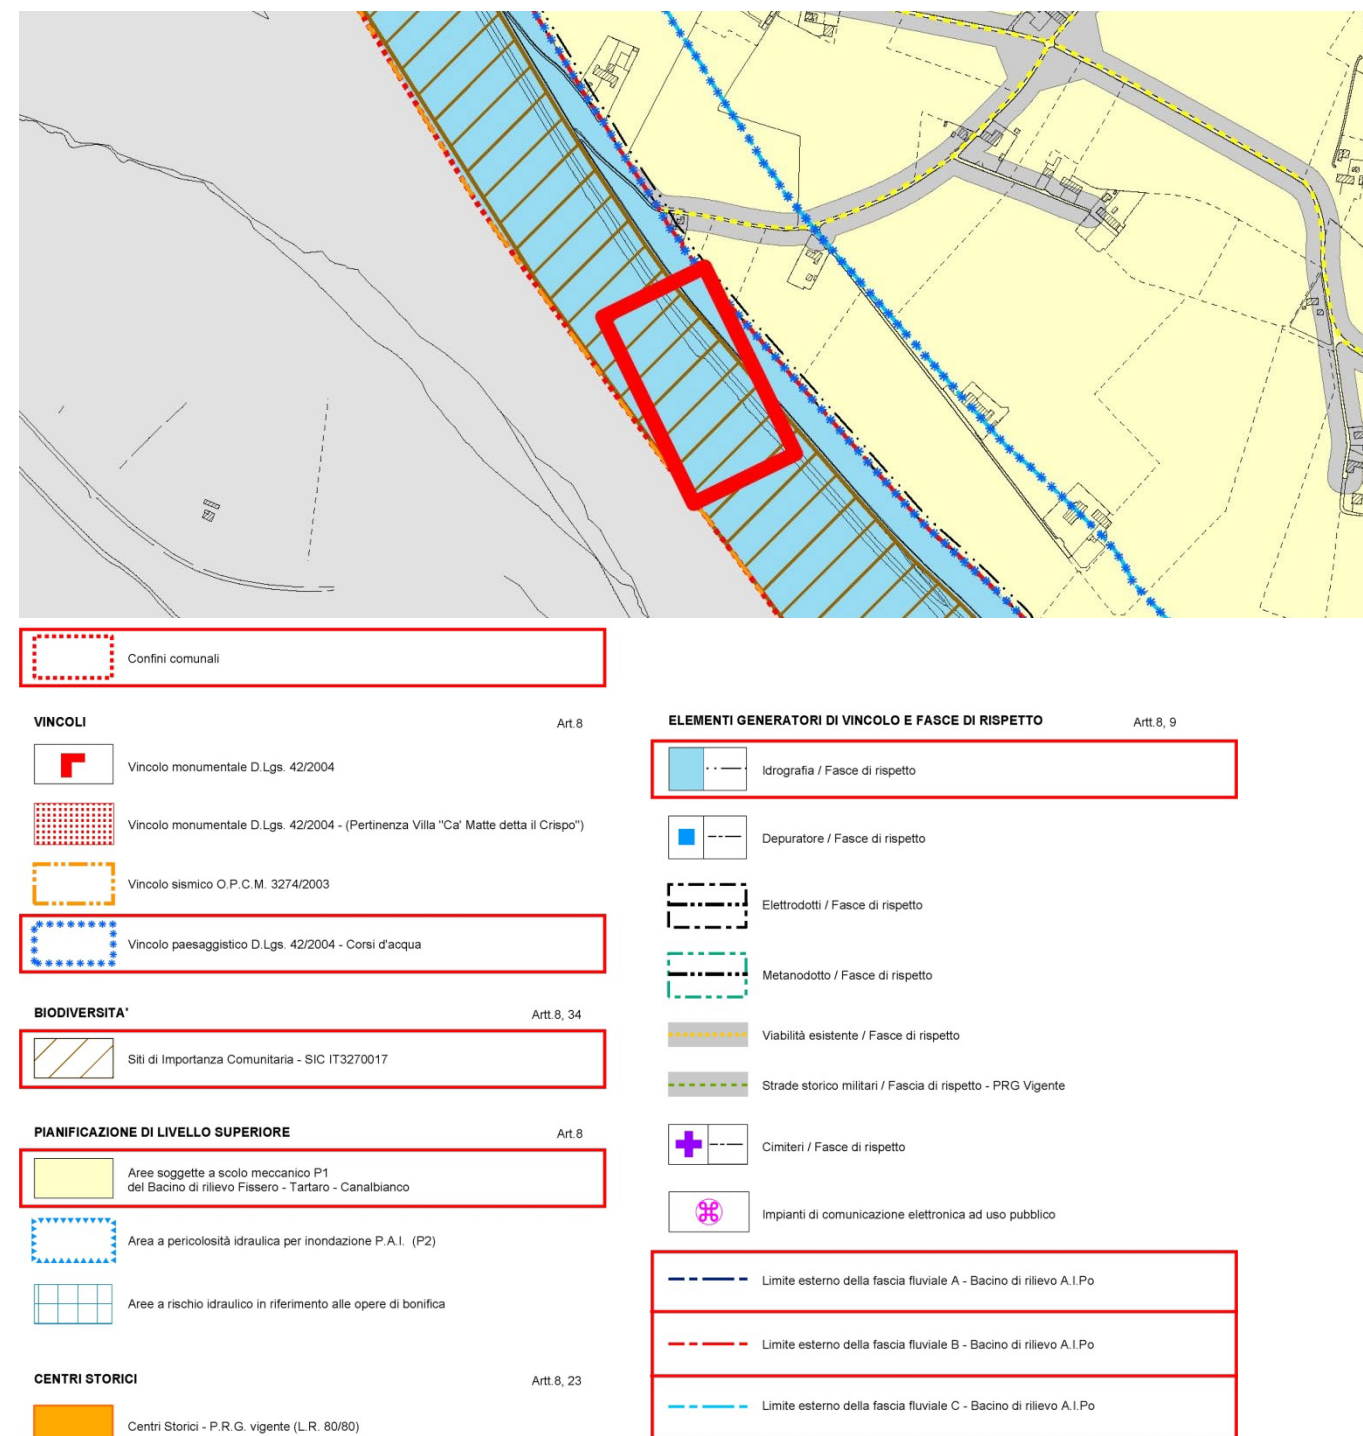 Confini comunali
VINCOLI
Art.8
Vincolo monumentale D.Lgs. 42/2004
Vincolo monumentale D.Lgs. 42/2004 - (Pertinenza Villa "Ca' Matte detta il Crispo")
Vincolo sismico O.P.C.M. 3274/2003
Vincolo paesaggistico D.Lgs. 42/2004 - Corsi d'acqua
BIODIVERSITA'
Artt.8, 34
Siti di Importanza Comunitaria - SIC IT3270017
PIANIFICAZIONE DI LIVELLO SUPERIORE
Art.8
Aree soggette a scolo meccanico P1
del Bacino di rilievo Fissero - Tartaro - Canalbianco
Area a pericolosità idraulica per inondazione P.A.I. (P2)
Aree a rischio idraulico in riferimento alle opere di bonifica
CENTRI STORICI
Artt.8, 23
Centri Storici - P.R.G. vigente (L.R. 80/80)
ELEMENTI GENERATORI DI VINCOLO E FASCE DI RISPETTO
Artt.8, 9
Idrografia / Fasce di rispetto
Depuratore / Fasce di rispetto
Elettrodotti / Fasce di rispetto
Metanodotto / Fasce di rispetto
Viabilità esistente / Fasce di rispetto
Strade storico militari / Fascia di rispetto - PRG Vigente
Cimiteri / Fasce di rispetto
Impianti di comunicazione elettronica ad uso pubblico
Limite esterno della fascia fluviale A - Bacino di rilievo A.I.Po
Limite esterno della fascia fluviale B - Bacino di rilievo A.I.Po
Limite esterno della fascia fluviale C - Bacino di rilievo A.I.Po